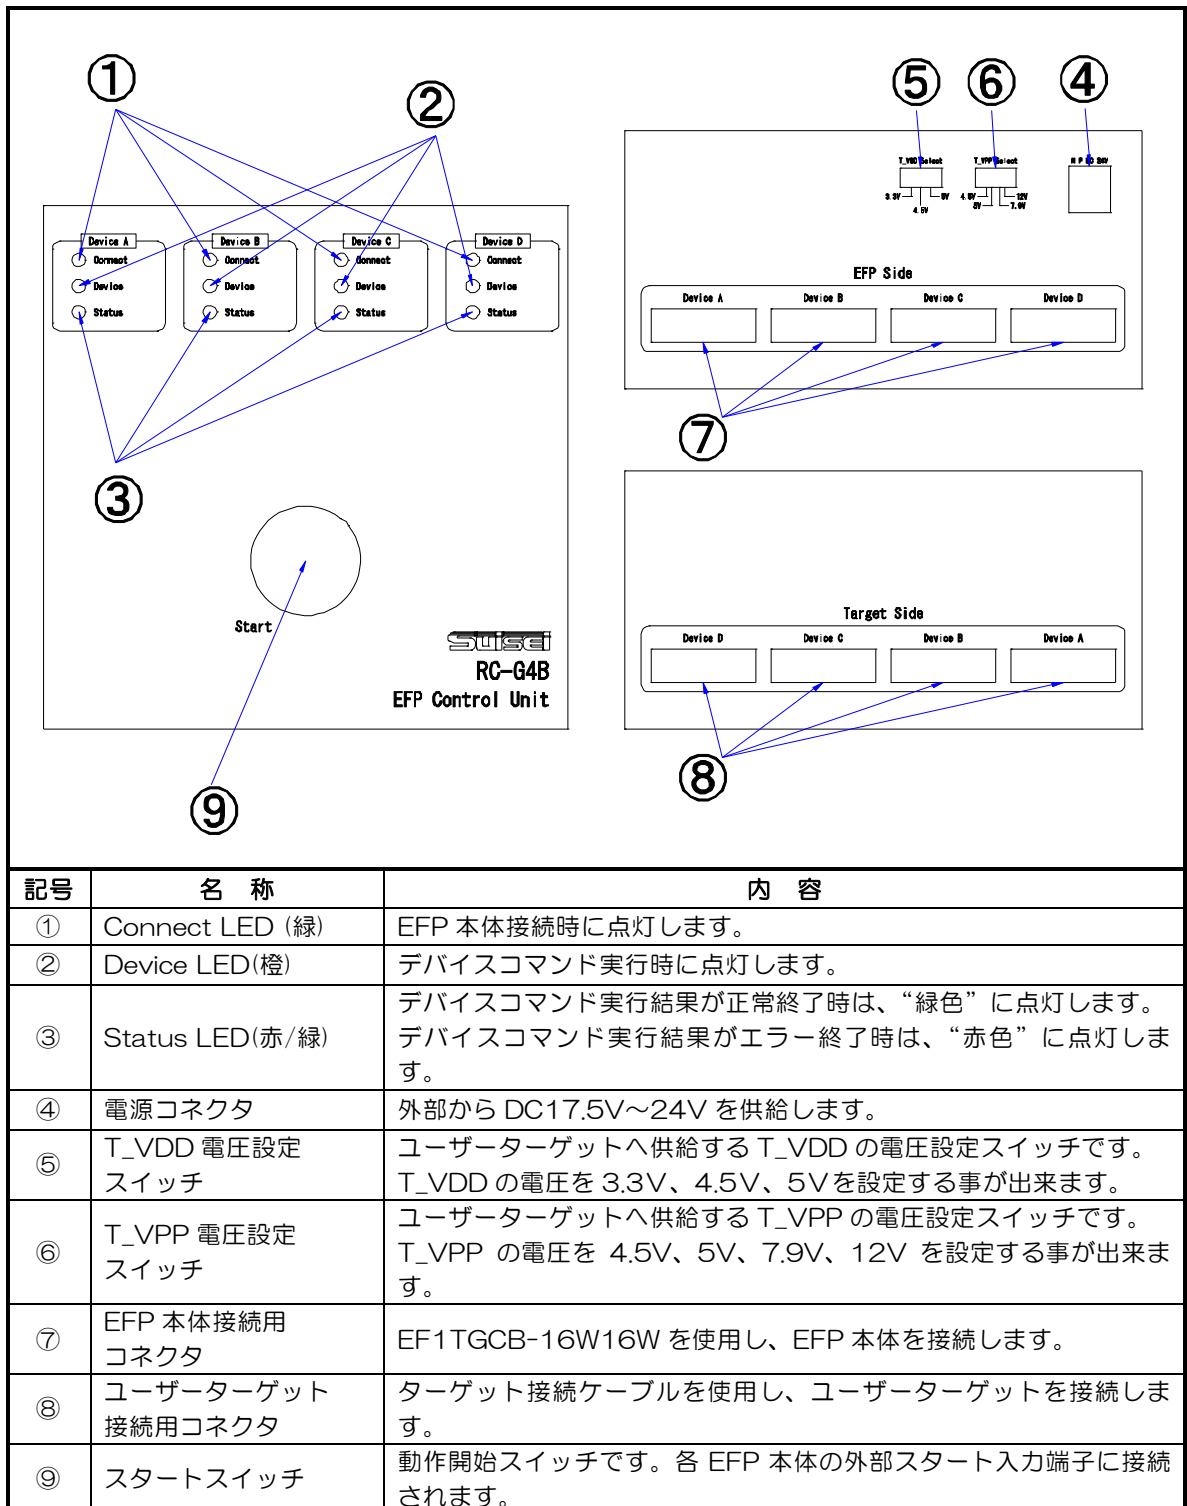 ①
②
⑤ ⑥ ④
T_VDD Select T_VPP Select
3.3V 5V 4.5V 12V
4.5V 5V 7.9V
Device A Device B Device C Device D
Connect Connect Connect Connect
Device Device Device Device
Status Status Status Status
EFP Side
Device A Device B Device C Device D
⑦
③
Start
Suisei
RC-G4B
EFP Control Unit
Target Side
Device D Device C Device B Device A
⑧
⑨
記号 名 称 内 容
① Connect LED (緑) EFP 本体接続時に点灯します。
② Device LED(橙) デバイスコマンド実行時に点灯します。
③ Status LED(赤/緑) デバイスコマンド実行結果が正常終了時は、“緑色”に点灯します。
デバイスコマンド実行結果がエラー終了時は、“赤色”に点灯しま
す。
④ 電源コネクタ 外部から DC17.5V~24V を供給します。
⑤ T_VDD 電圧設定 ユーザーターゲットへ供給する T_VDD の電圧設定スイッチです。
スイッチ T_VDD の電圧を 3.3V、4.5V、5Vを設定する事が出来ます。
⑥ T_VPP 電圧設定 ユーザーターゲットへ供給する T_VPP の電圧設定スイッチです。
スイッチ T_VPP の電圧を 4.5V、5V、7.9V、12V を設定する事が出来ま
す。
⑦ EFP 本体接続用 EF1TGCB-16W16W を使用し、EFP 本体を接続します。
コネクタ
⑧ ユーザーターゲット ターゲット接続ケーブルを使用し、ユーザーターゲットを接続しま
接続用コネクタ す。
⑨ スタートスイッチ 動作開始スイッチです。各 EFP 本体の外部スタート入力端子に接続
されます。